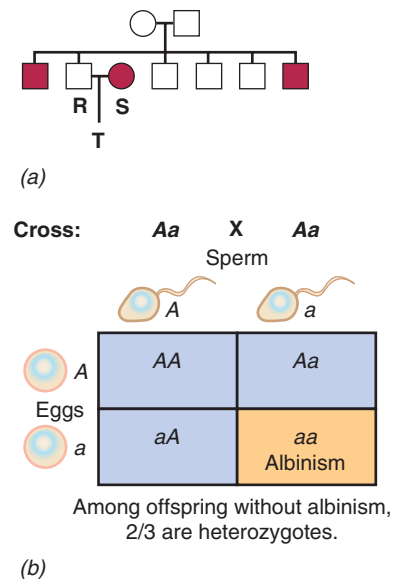 R S
T
(a)
Cross: Aa X Aa
Sperm
A a
AA Aa
A
Eggs
a
aA aa
Albinism
Among offspring without albinism,
2/3 are heterozygotes.
(b)